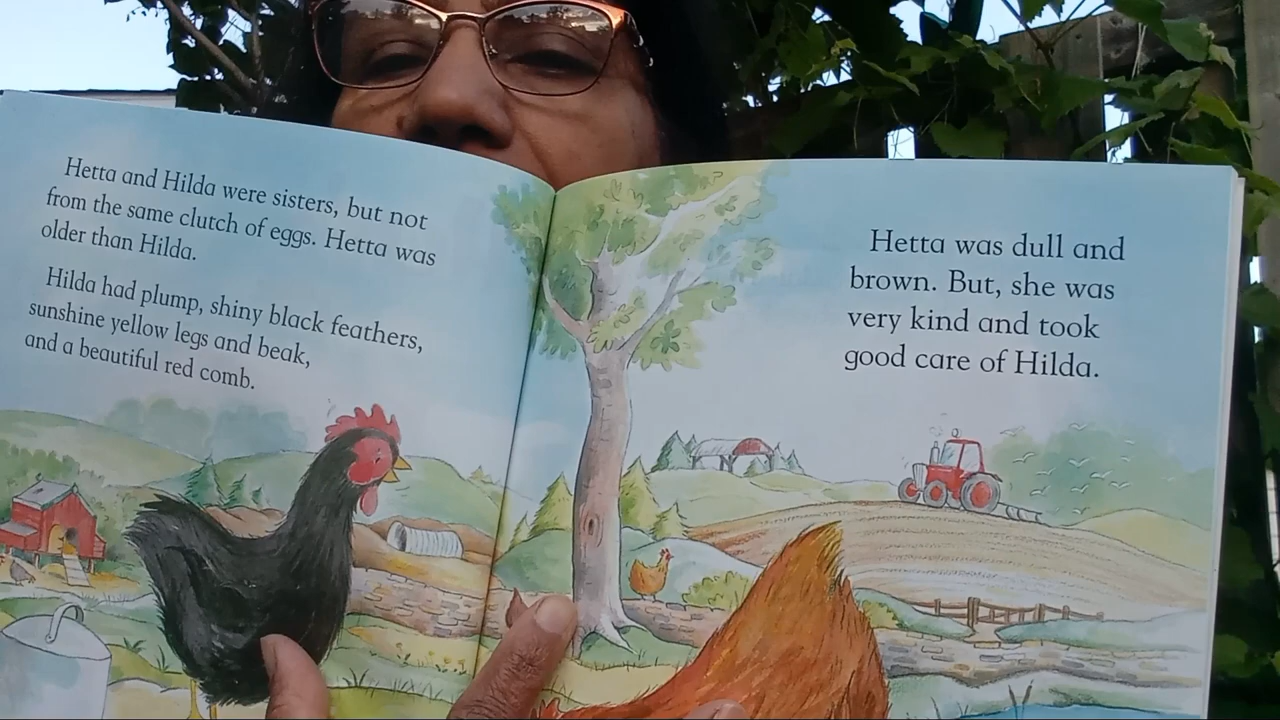 Hetta and Hilda were sisters, but not
from the same clutch of eggs. Hetta was
older than Hilda.
Hilda had plump, shiny black feathers,
sunshine yellow legs and beak,
and a beautiful red comb.
Hetta was dull and
brown. But, she was
very kind and took
good care of Hilda.